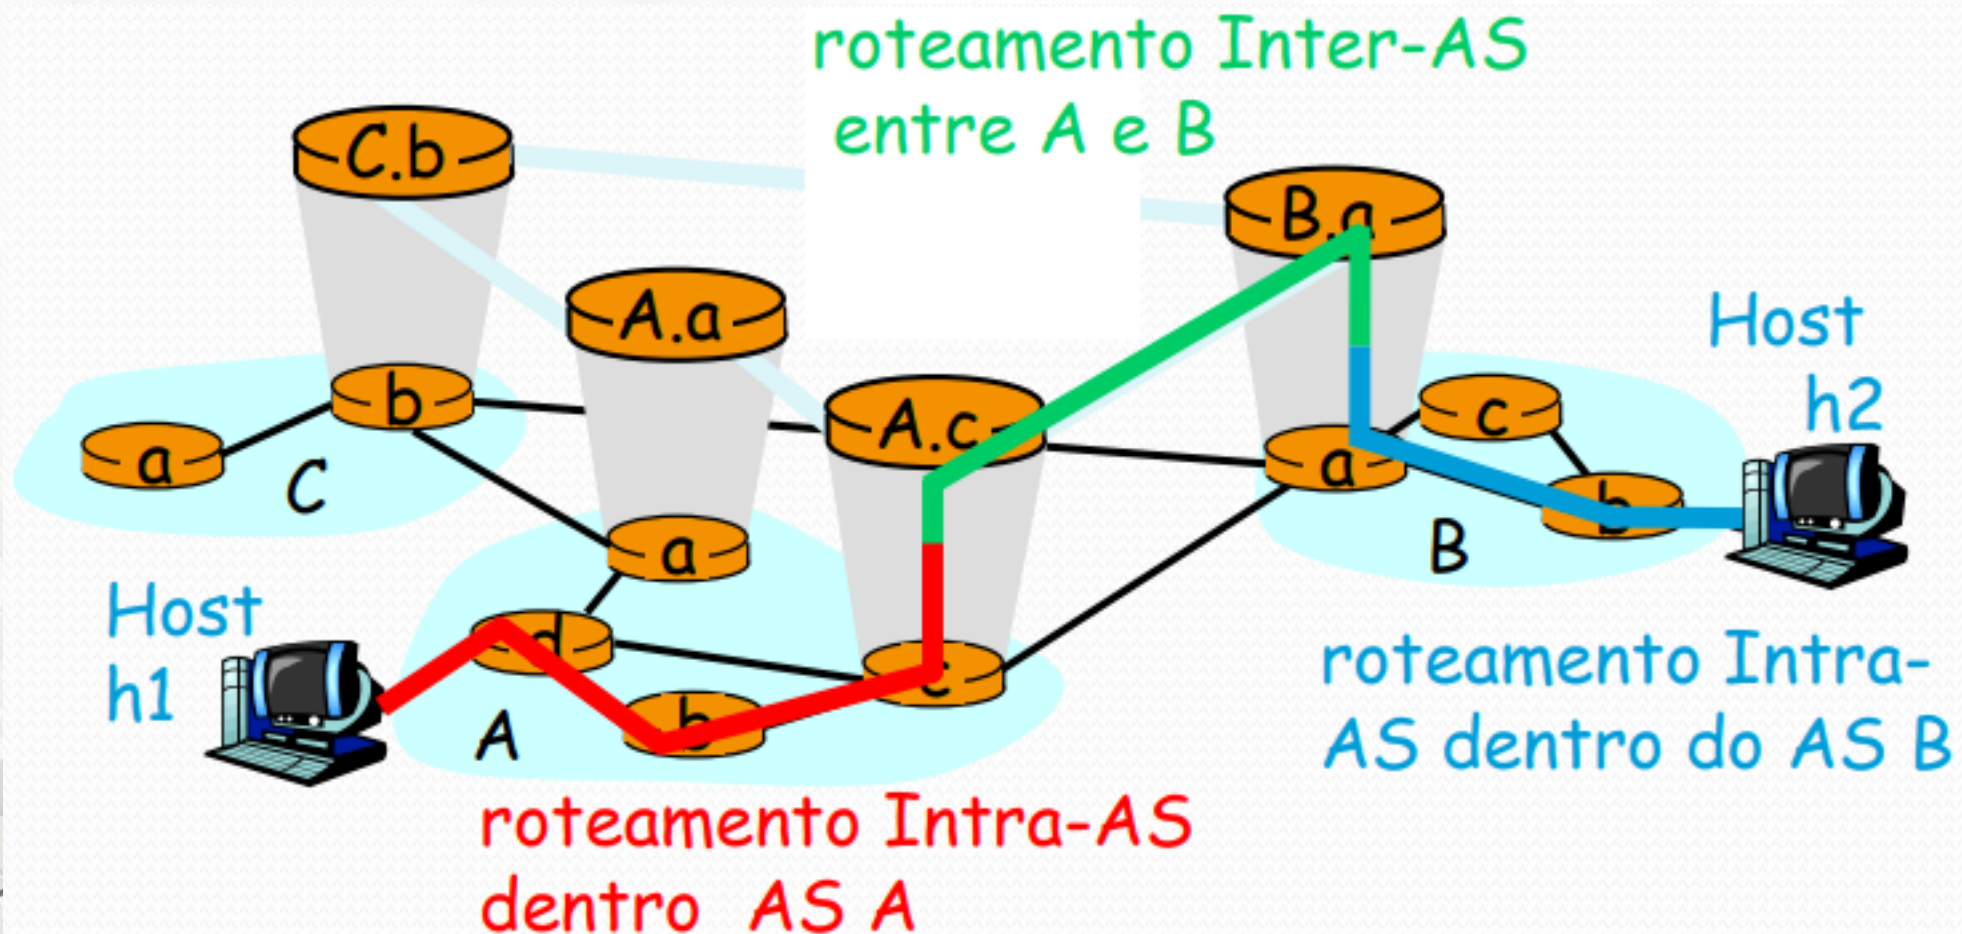 roteamento Inter-AS
entre A e B
C.b
B.a
A.a
Host
h2
b
A.c
c
a
a
C
b
a
B
Host
h1
d
c
b
A
roteamento Intra-
AS dentro do AS B
roteamento Intra-AS
dentro AS A